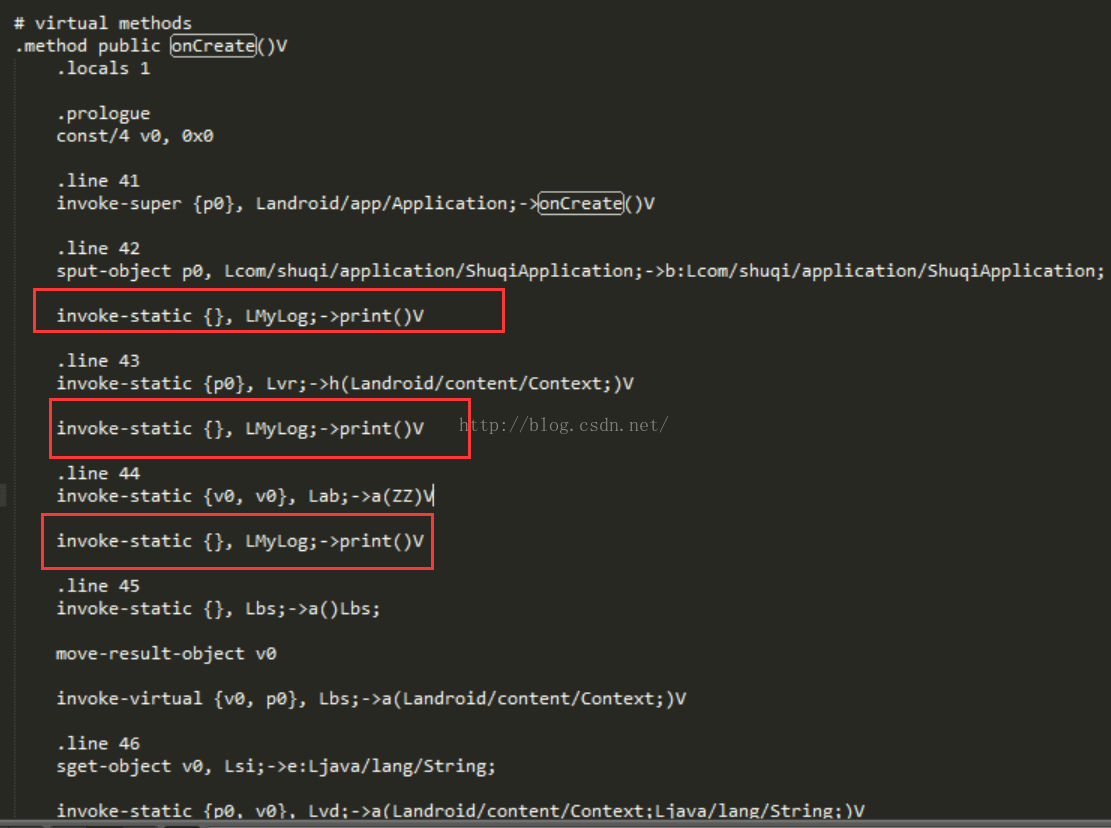 # virtual methods
.method public onCreate()V
.locals 1
.prologue
const/4 v0, 0x0
.line 41
invoke-super {p0}, Landroid/app/Application;->onCreate()V
.line 42
sput-object p0, Lcom/shuqi/application/ShuqiApplication;->b:Lcom/shuqi/application/ShuqiApplication;
invoke-static {}, LMyLog;->print()V
.line 43
invoke-static {p0}, Lvr;->h(Landroid/content/Context;)V
invoke-static {}, LMyLog;->print()V
http://blog.csdn.net/
.line 44
invoke-static {v0, v0}, Lab;->a(ZZ)V
invoke-static {}, LMyLog;->print()V
.line 45
invoke-static {}, Lbs;->a()Lbs;
move-result-object v0
invoke-virtual {v0, p0}, Lbs;->a(Landroid/content/Context;)V
.line 46
sget-object v0, Lsi;->e:Ljava/lang/String;
invoke-static {p0, v0}, Lvd;->a(Landroid/content/Context;Ljava/lang/String;)V